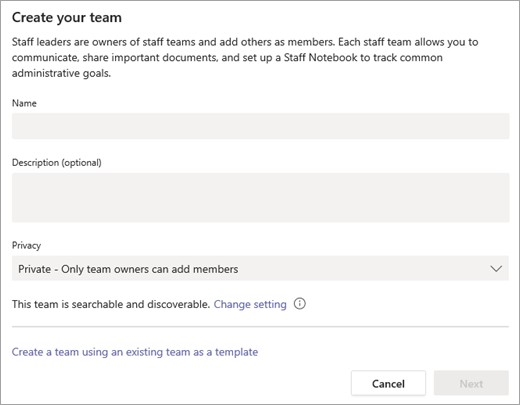 Create your team
Staff leaders are owners of staff teams and add others as members. Each staff team allows you to
communicate, share important documents, and set up a Staff Notebook to track common
administrative goals.
Name
Description (optional)
Privacy
Private - Only team owners can add members
This team is searchable and discoverable. Change setting
Create a team using an existing team as a template
Cancel
Next